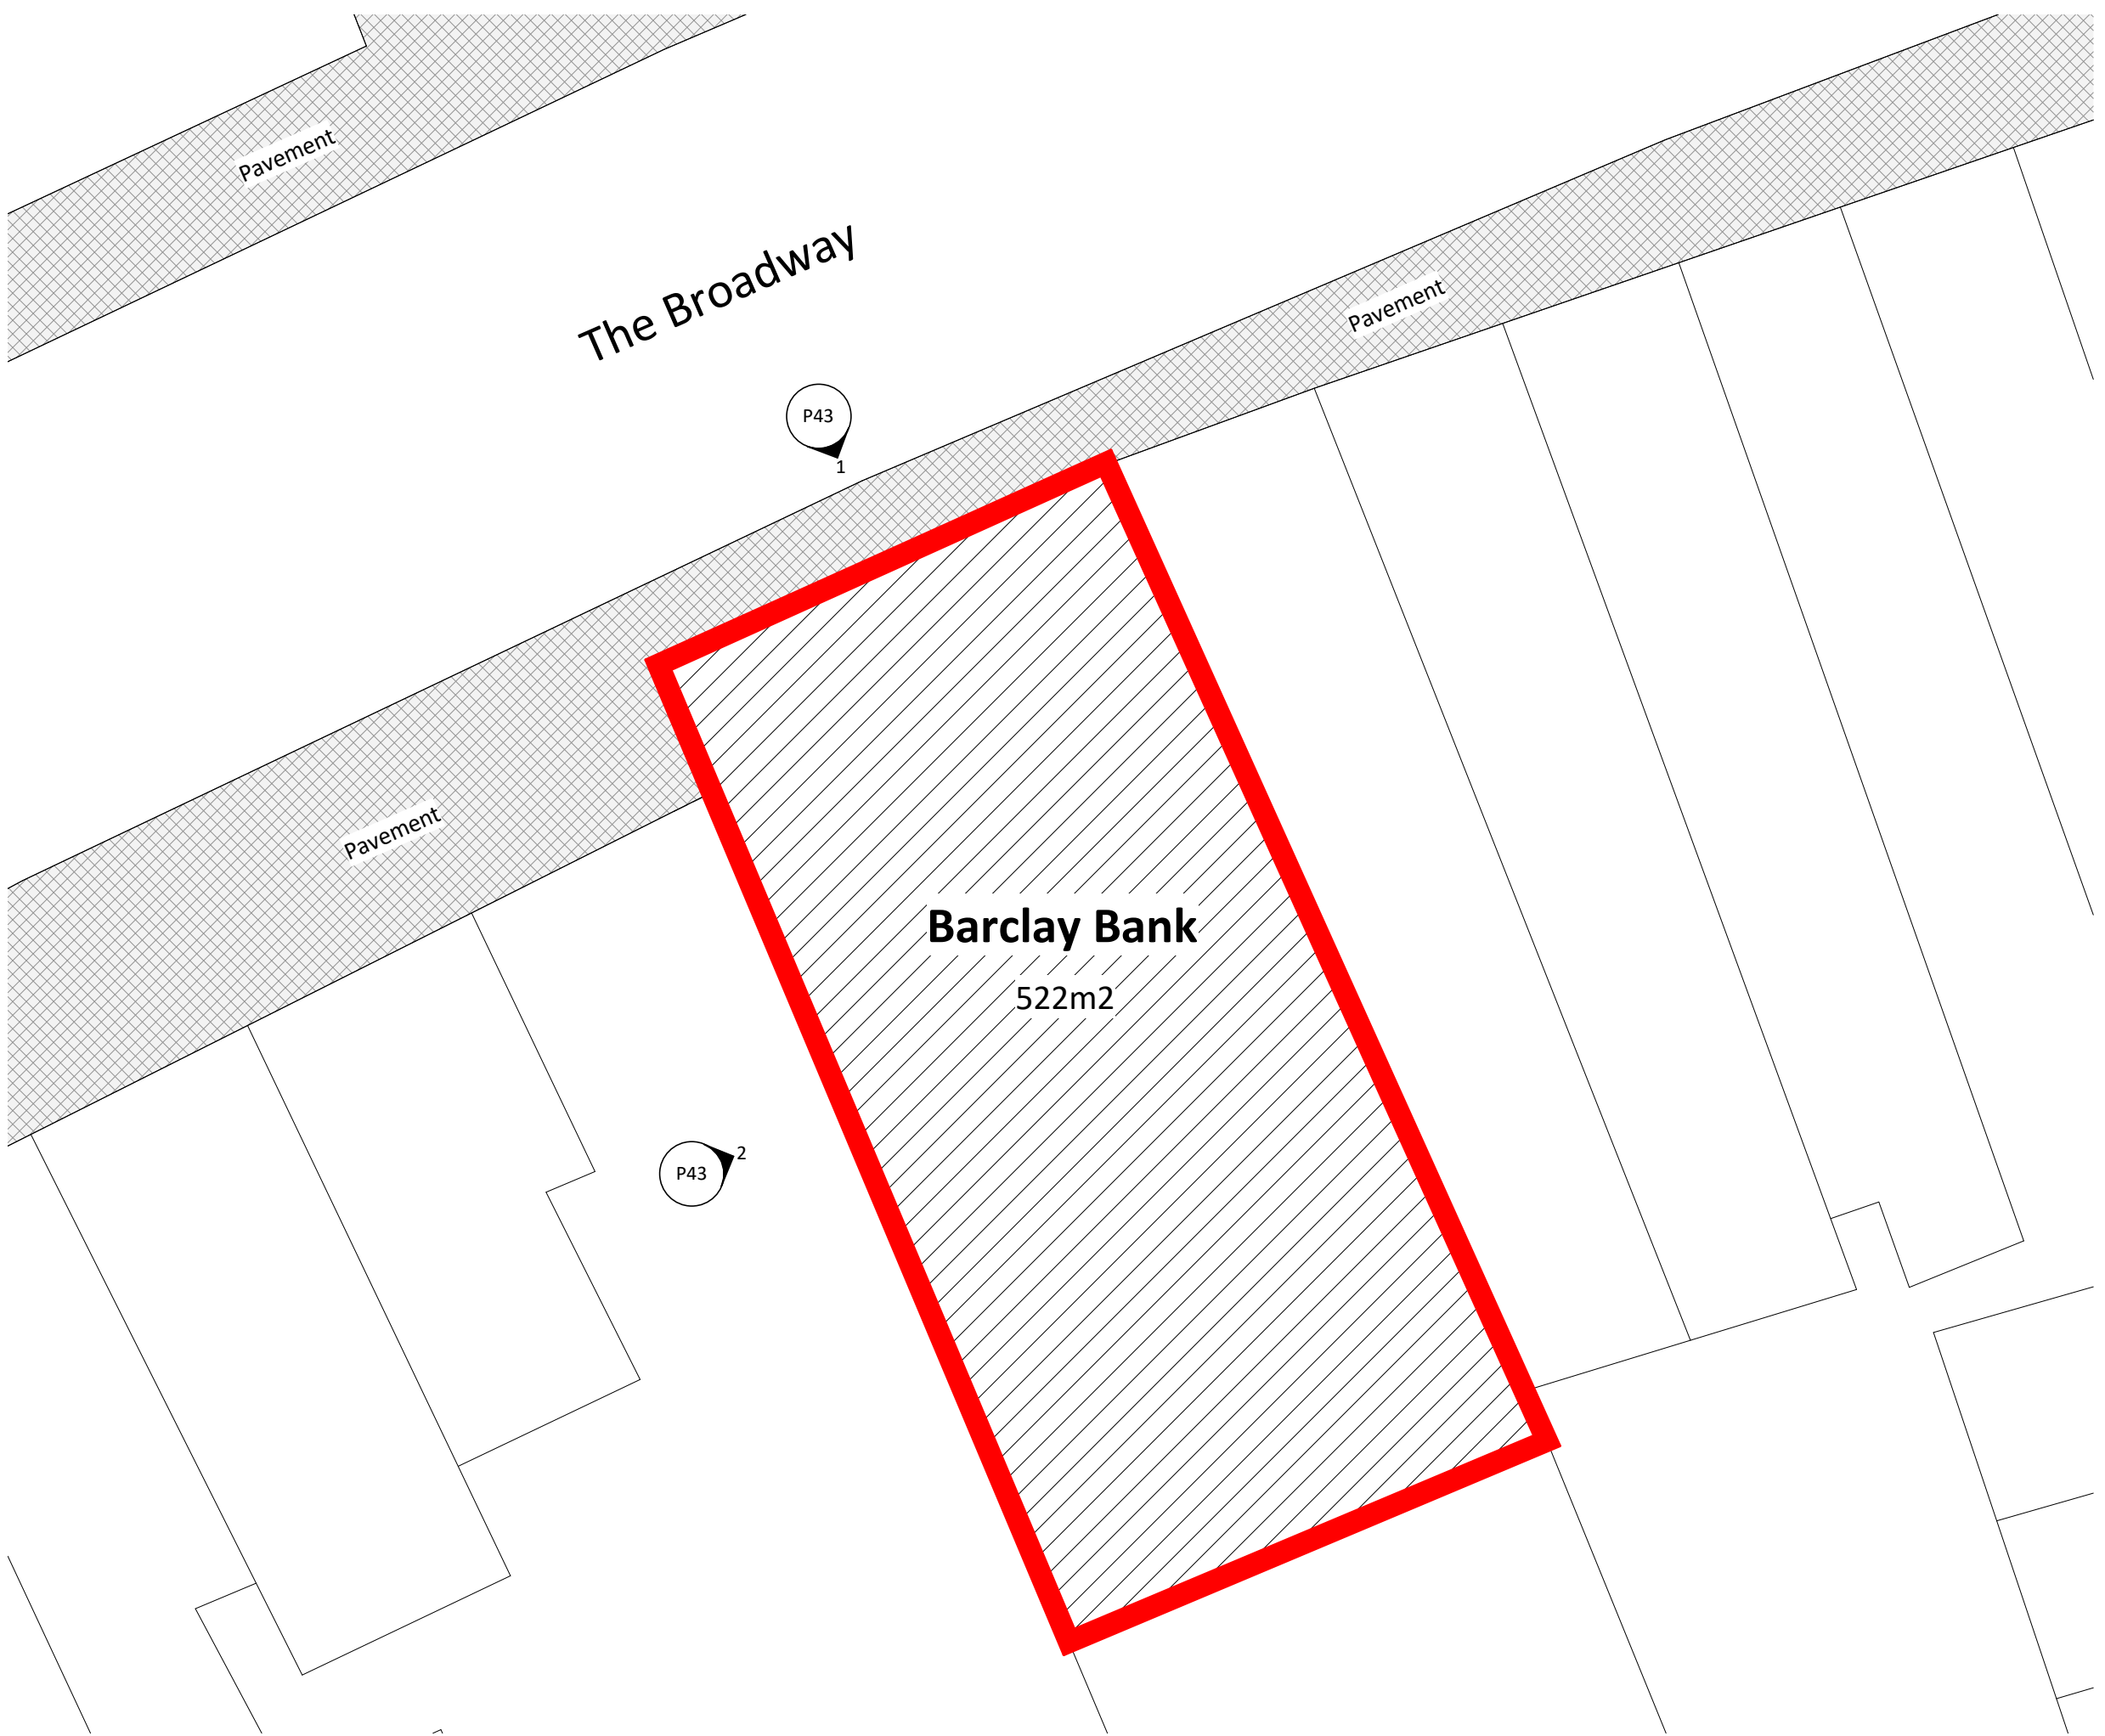 Pavement
The Broadway
Pavement
P43
1
Pavement
Barclay Bank
522m2
P43
2